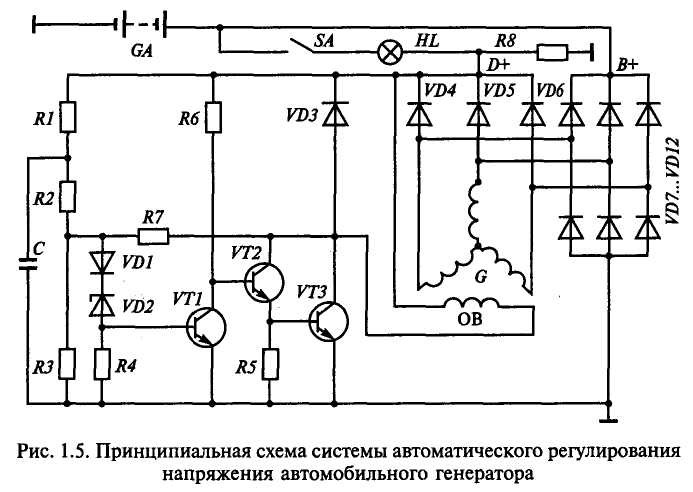 GA
SA
HL
R8
D+
B+
R1
R6
VD3
VD4
VD5
VD6
R2
R7
VD7...VD12
C
VD1
VT2
VD2
VT1
VT3
G
ОВ
R3
R4
R5
Рис. 1.5. Принципиальная схема системы автоматического регулирования
напряжения автомобильного генератора